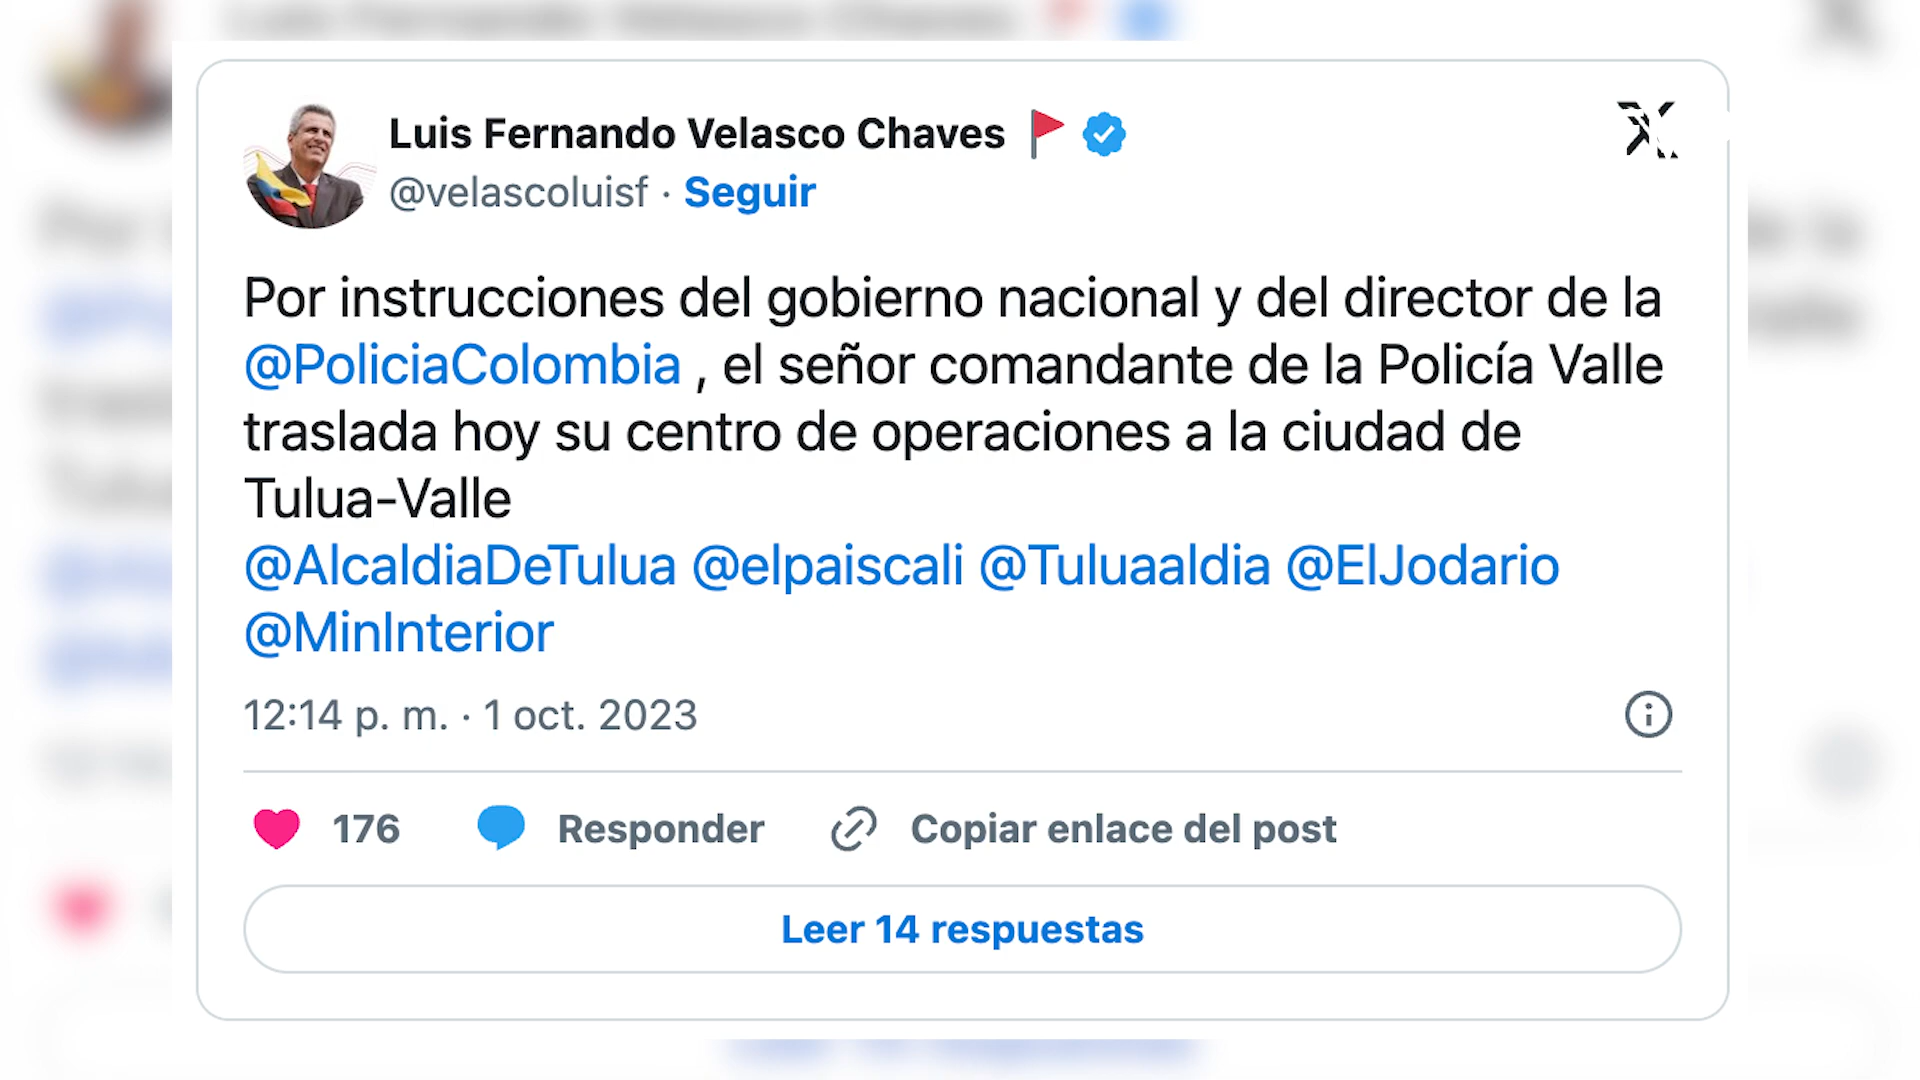 Luis Fernando Velasco Chaves
@velascoluisf · Seguir
Por instrucciones del gobierno nacional y del director de la
@PoliciaColombia , el señor comandante de la Policía Valle
traslada hoy su centro de operaciones a la ciudad de
Tulua-Valle
@AlcaldiaDeTulua @elpaiscali @Tuluaaldia @ElJodario
@MinInterior
12:14 p. m. · 1 oct. 2023
176 Responder Copiar enlace del post
Leer 14 respuestas